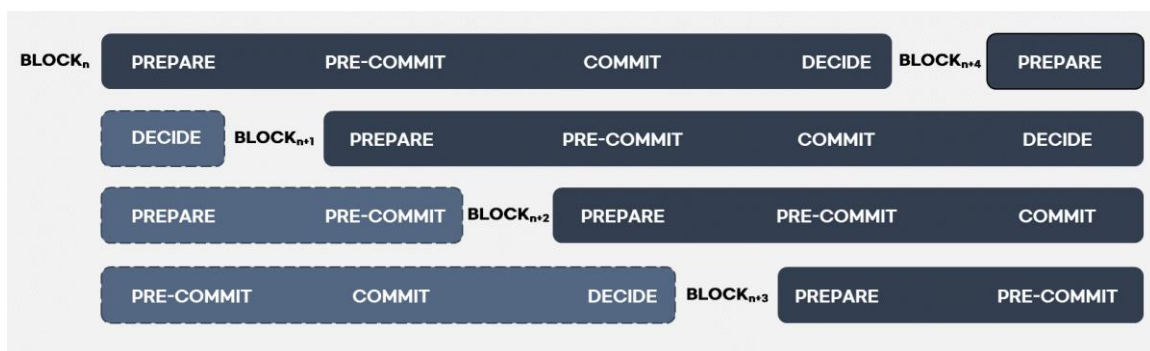 BLOCKn PREPARE PRE-COMMIT COMMIT DECIDE BLOCKn+4 PREPARE
DECIDE BLOCKn+1 PREPARE PRE-COMMIT COMMIT DECIDE
PREPARE PRE-COMMIT BLOCKn+2 PREPARE PRE-COMMIT COMMIT
PRE-COMMIT COMMIT DECIDE BLOCKn+3 PREPARE PRE-COMMIT